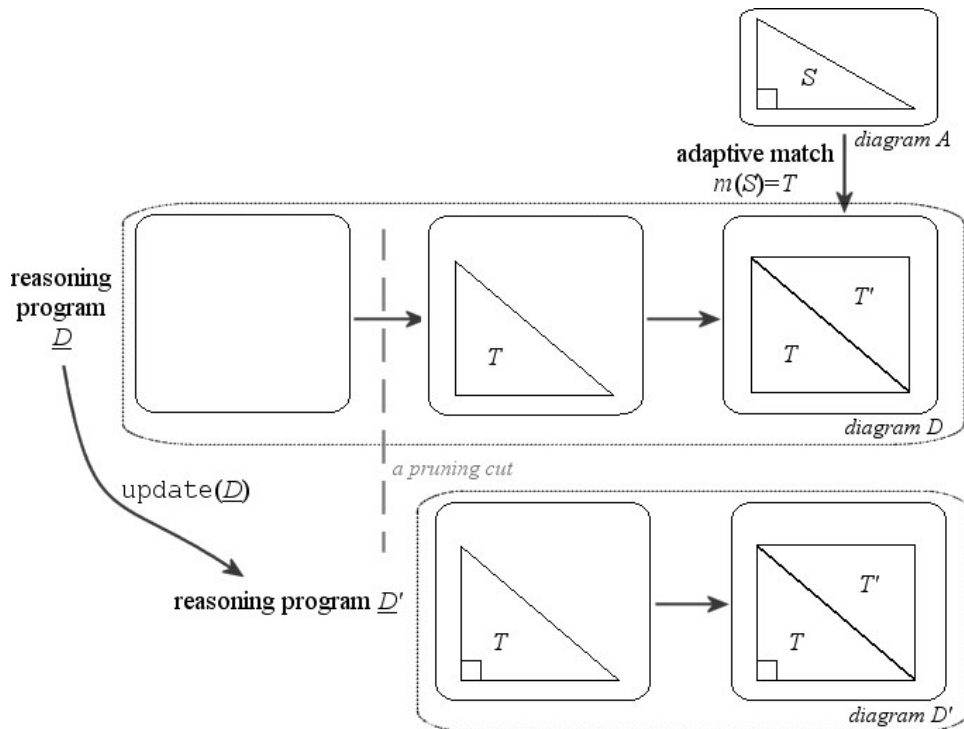 S
diagram A
adaptive match
m(S)=T
reasoning
program
D
T
T'
T
diagram D
a pruning cut
update(D)
reasoning program D'
T
T'
T
diagram D'